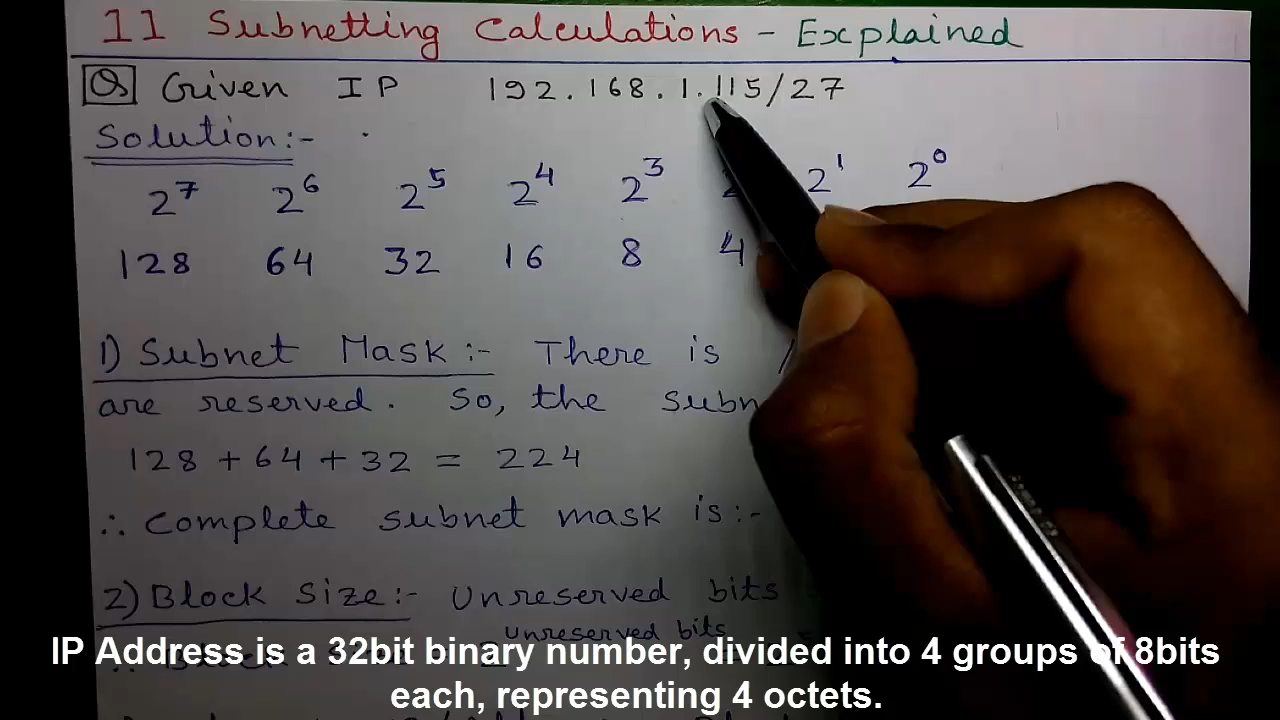 11 Subnetting Calculations - Explained
Q Given IP 192.168.1.115/27
Solution:-
2^7 2^6 2^5 2^4 2^3 2 2^1 2^0
128 64 32 16 8 4
1) Subnet Mask:- There is /
are reserved. So, the subn
128 + 64 + 32 = 224
∴ Complete subnet mask is:-
2) Block Size:- Unreserved bits
unreserved bits
IP Address is a 32bit binary number, divided into 4 groups of 8bits
each, representing 4 octets.